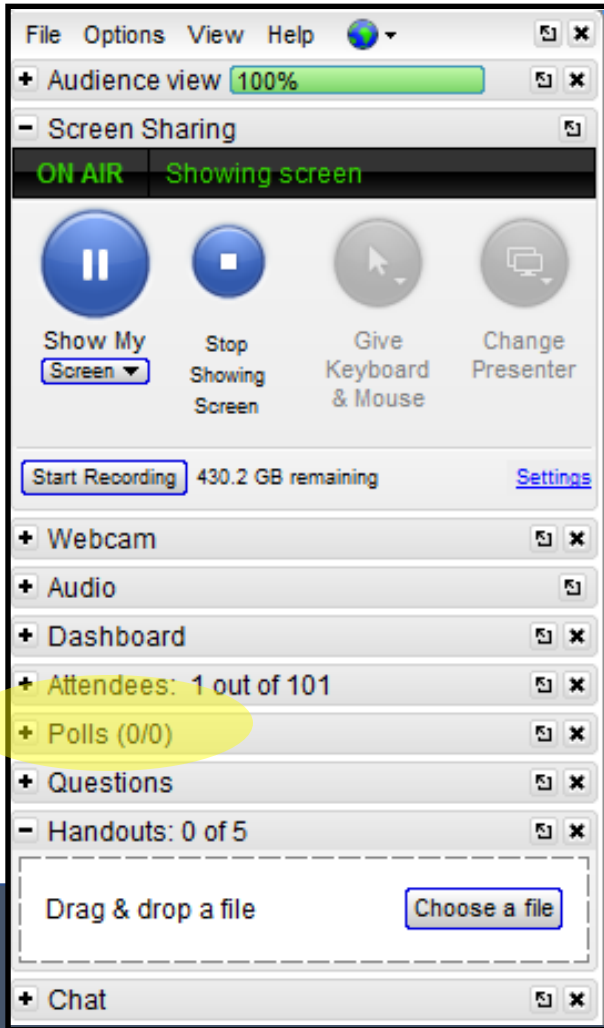 File Options View Help
Audience view 100%
Screen Sharing
ON AIR Showing screen
Show My
Screen
Stop
Showing
Screen
Give
Keyboard
& Mouse
Change
Presenter
Start Recording 430.2 GB remaining Settings
Webcam
Audio
Dashboard
Attendees: 1 out of 101
Polls (0/0)
Questions
Handouts: 0 of 5
Drag & drop a file Choose a file
Chat